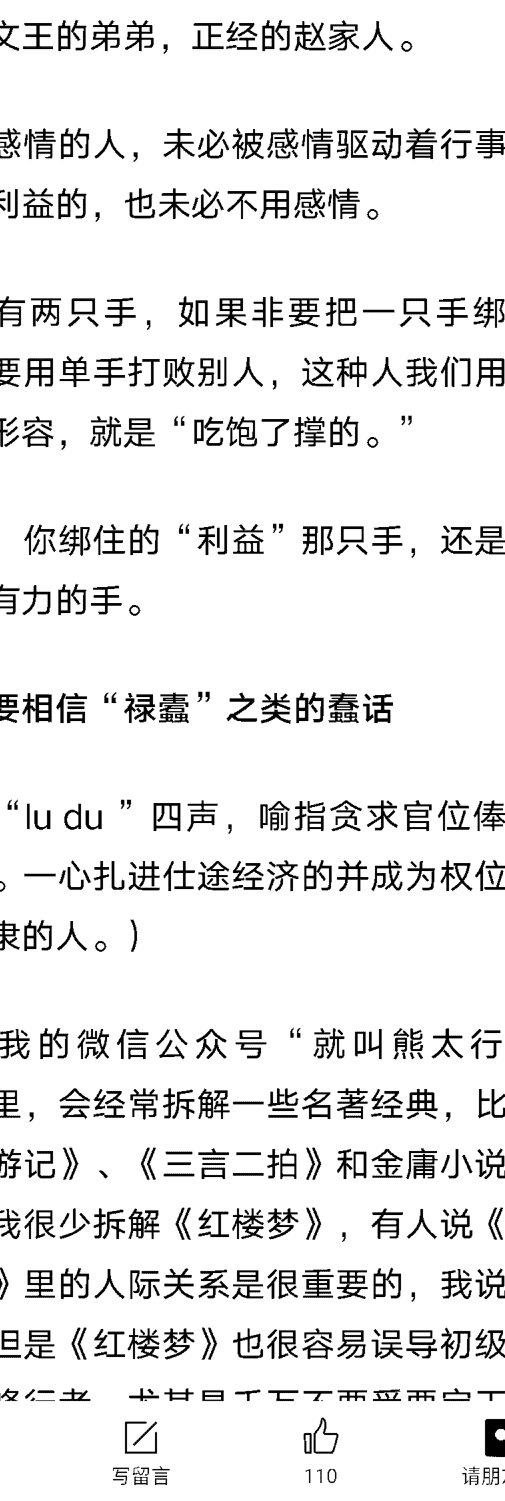 文王的弟弟，正经的赵家人。
感情的人，未必被感情驱动着行事
利益的，也未必不用感情。
有两只手，如果非要把一只手绑
要用单手打败别人，这种人我们用
形容，就是“吃饱了撑的。”
你绑住的“利益”那只手，还是
有力的手。
要相信“禄蠹”之类的蠢话
“lu du ”四声，喻指贪求官位俸
。一心扎进仕途经济的并成为权位
隶的人。）
我的微信公众号“就叫熊太行
里，会经常拆解一些名著经典，比
游记》、《三言二拍》和金庸小说
我很少拆解《红楼梦》，有人说《
》里的人际关系是很重要的，我说
但是《红楼梦》也很容易误导初级
写留言
110
请朋